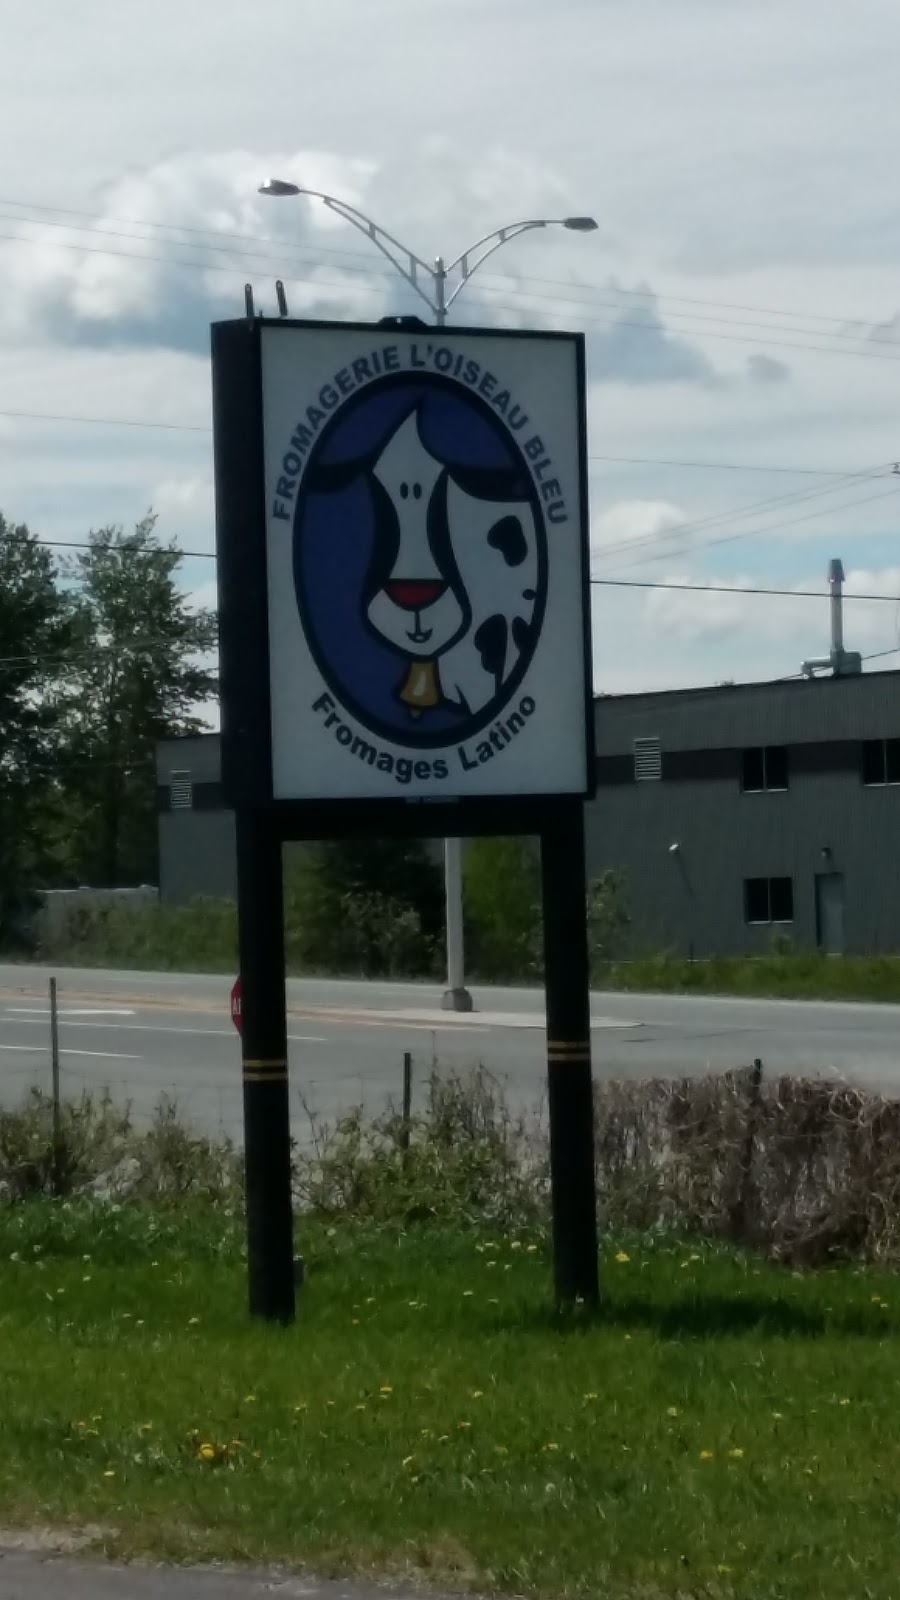 FROMAGERIE L'OISEAU BLEU
Fromages Latino